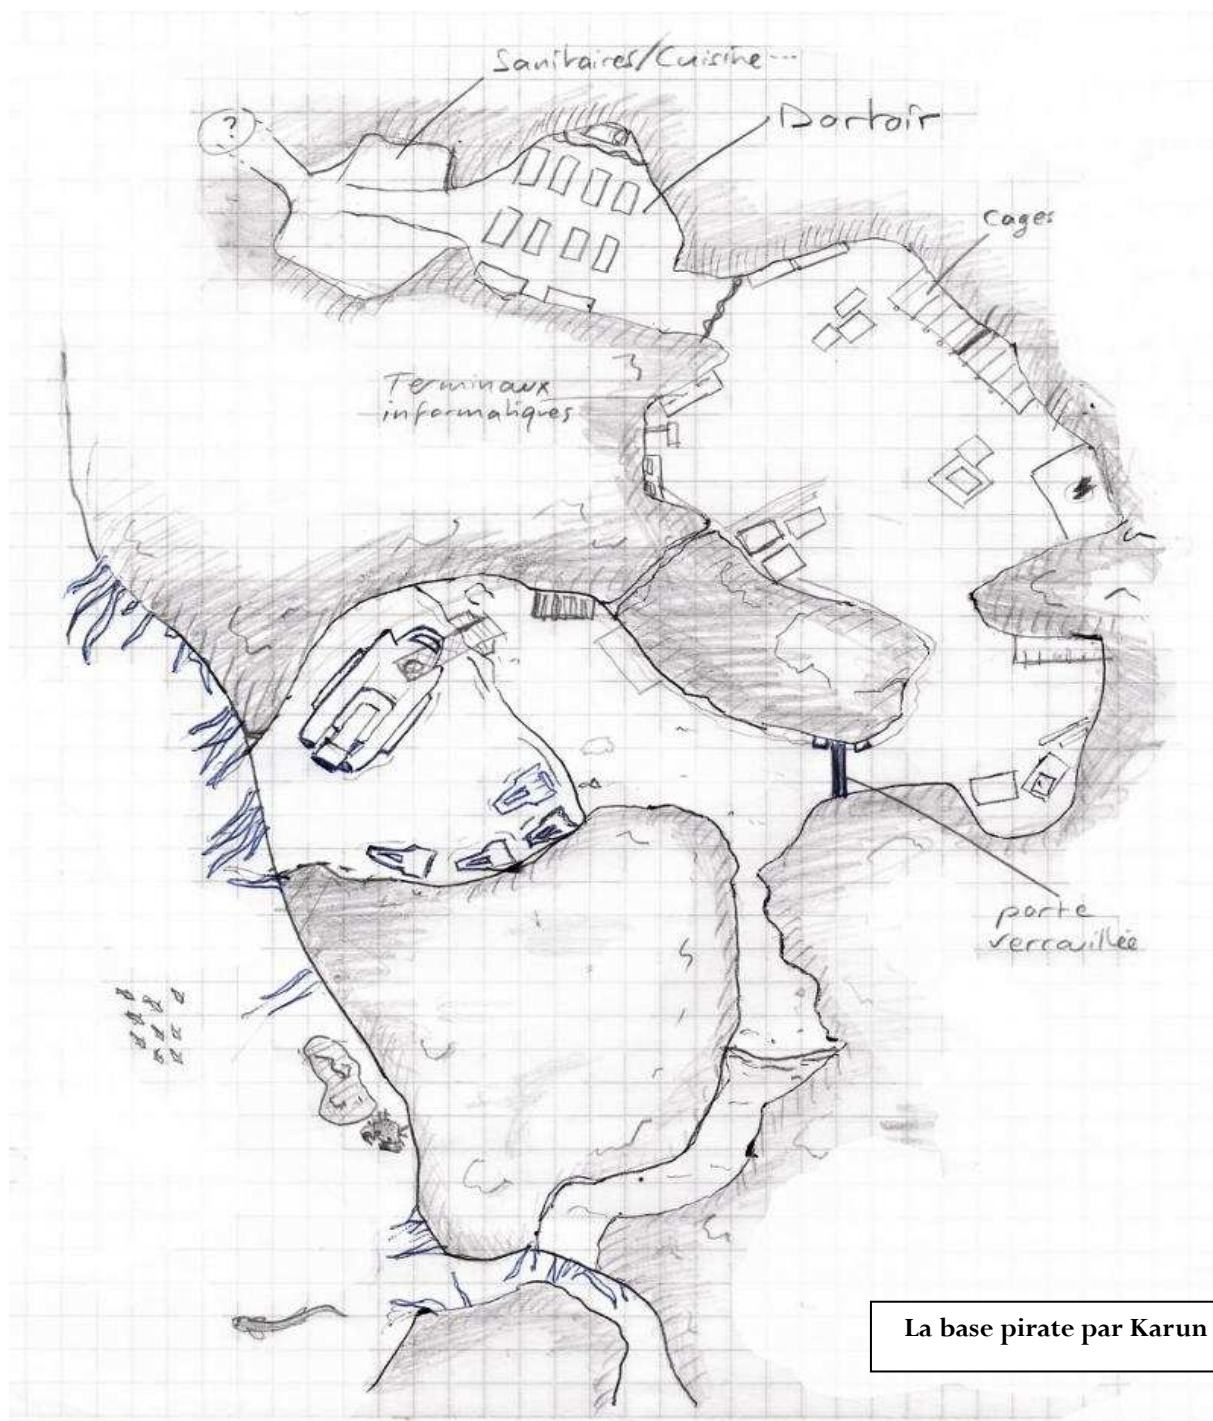 Sanitaires/Cuisine...
?
Dortoir
Cages
Terminaux
informatiques
porte
verrouillée
La base pirate par Karun